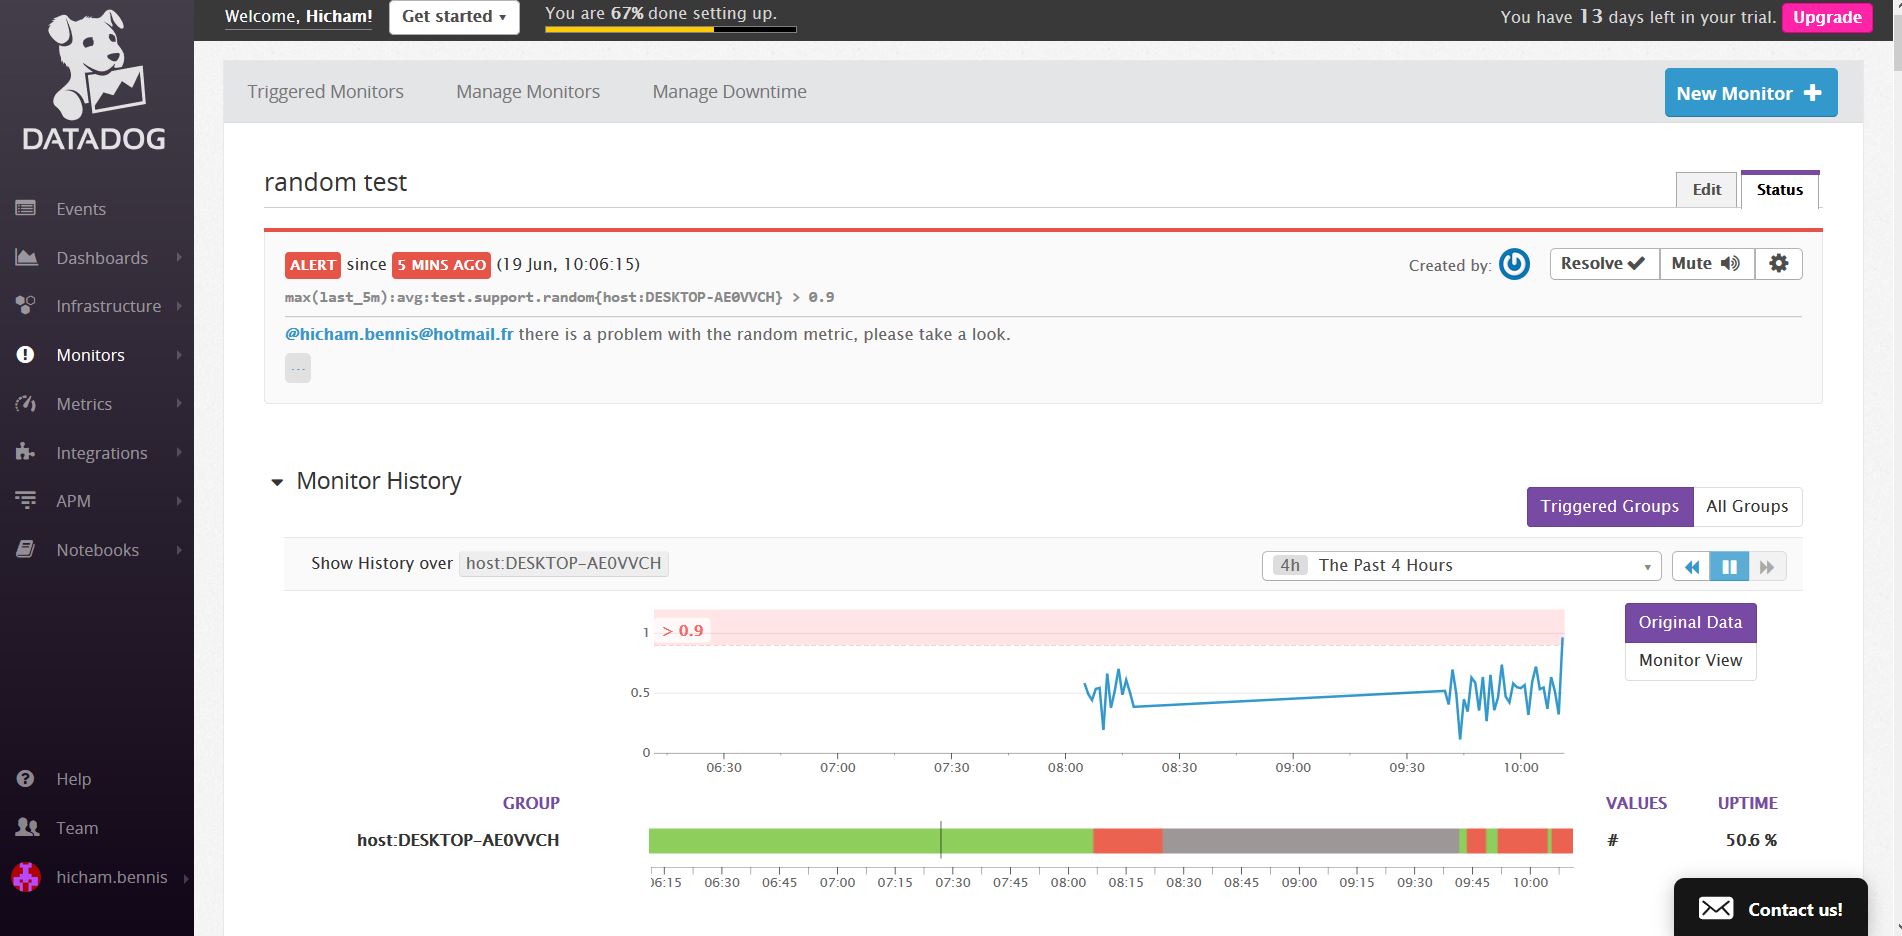 Welcome, Hicham!
Get started
You are 67% done setting up.
You have 13 days left in your trial.
Upgrade
DATADOG
Events
Dashboards
Infrastructure
Monitors
Metrics
Integrations
APM
Notebooks
Help
Team
hicham.bennis
Triggered Monitors
Manage Monitors
Manage Downtime
New Monitor
random test
Edit
Status
ALERT since 5 MINS AGO (19 Jun, 10:06:15)
Created by:
Resolve
Mute
max(last_5m):avg:test.support.random{host:DESKTOP-AE0VVCH} > 0.9
@hicham.bennis@hotmail.fr there is a problem with the random metric, please take a look.
...
Monitor History
Triggered Groups
All Groups
Show History over host:DESKTOP-AE0VVCH
4h The Past 4 Hours
1
> 0.9
0.5
0
06:30 07:00 07:30 08:00 08:30 09:00 09:30 10:00
Original Data
Monitor View
GROUP VALUES UPTIME
host:DESKTOP-AE0VVCH # 50.6 %
06:15 06:30 06:45 07:00 07:15 07:30 07:45 08:00 08:15 08:30 08:45 09:00 09:15 09:30 09:45 10:00
Contact us!